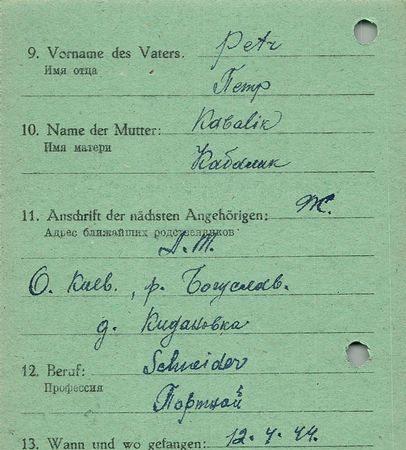 9. Vorname des Vaters. Petr
Имя отца
Петр
10. Name der Mutter: Kabalik
Имя матери
Кабалик
11. Anschrift der nächsten Angehörigen: Ж.
Адрес ближайших родственников
А.М.
О. Киев., р. Богуслав.
д. Кидановка
12. Beruf: Schneider
Профессия
Портной
13. Wann und wo gefangen: 12.4.44.